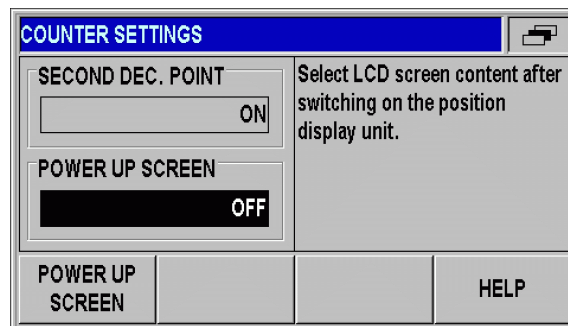 COUNTER SETTINGS
SECOND DEC. POINT
ON
POWER UP SCREEN
OFF
Select LCD screen content after
switching on the position
display unit.
POWER UP
SCREEN
HELP